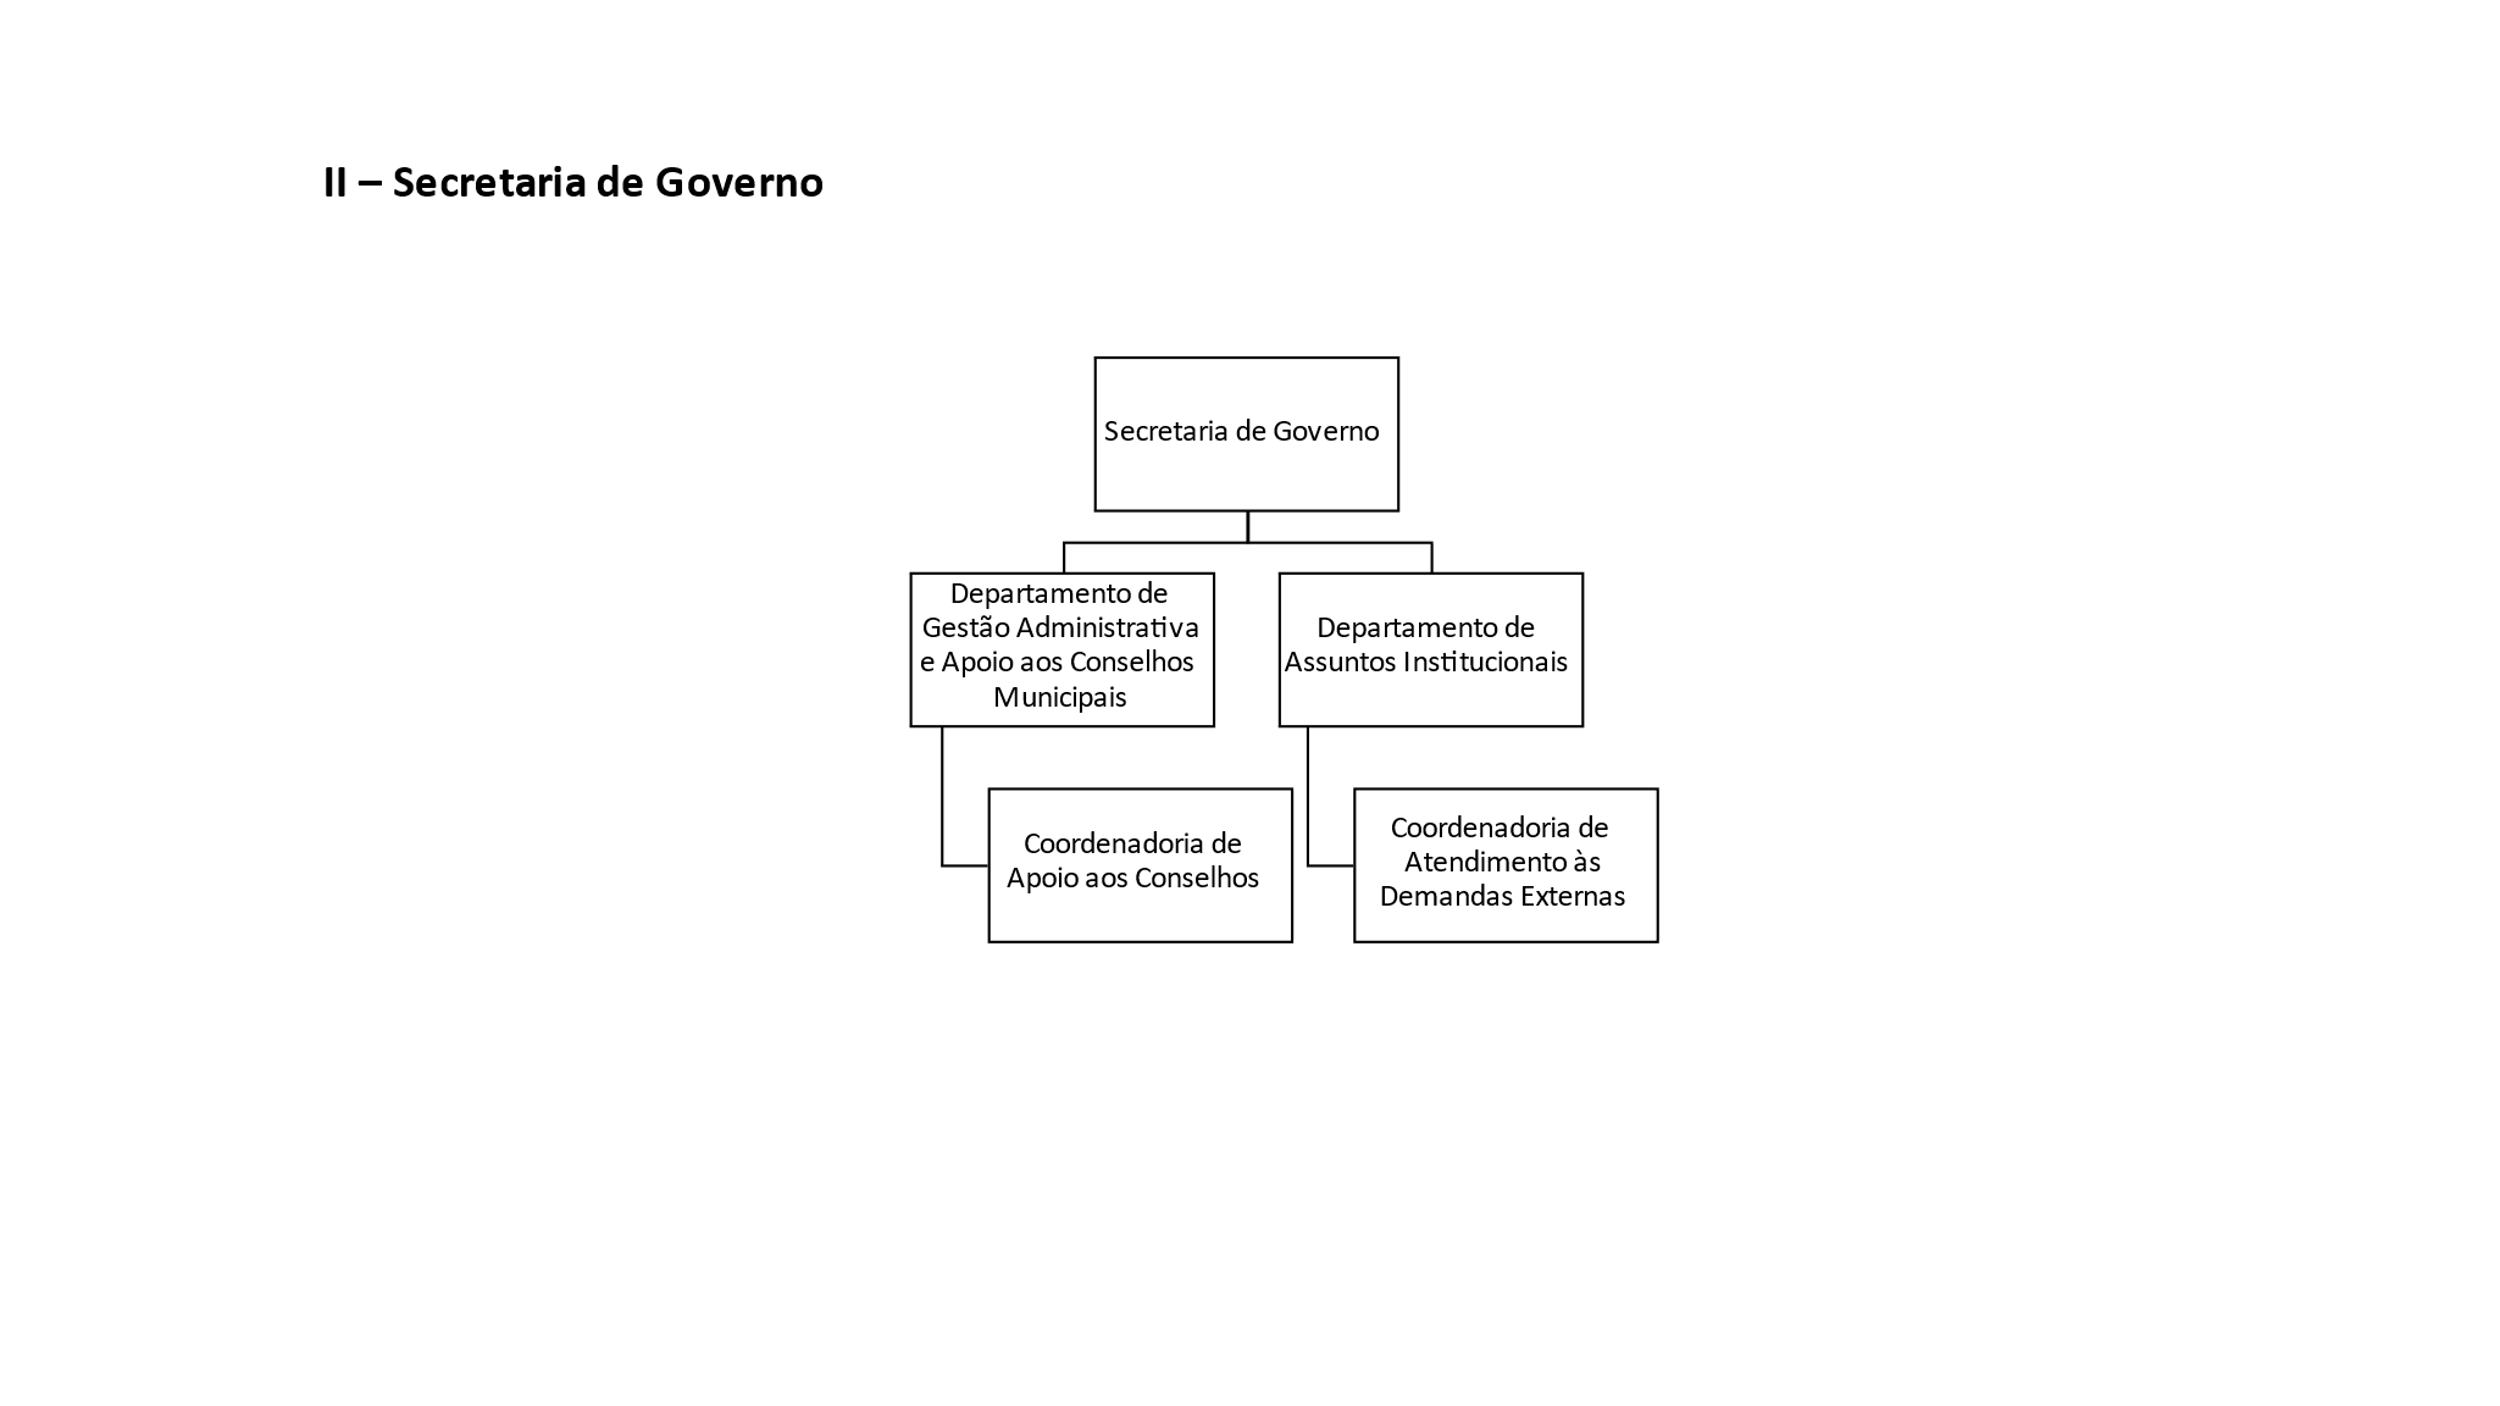 II – Secretaria de Governo
Secretaria de Governo
Departamento de
Gestão Administrativa
e Apoio aos Conselhos
Municipais
Departamento de
Assuntos Institucionais
Coordenadoria de
Apoio aos Conselhos
Coordenadoria de
Atendimento às
Demandas Externas